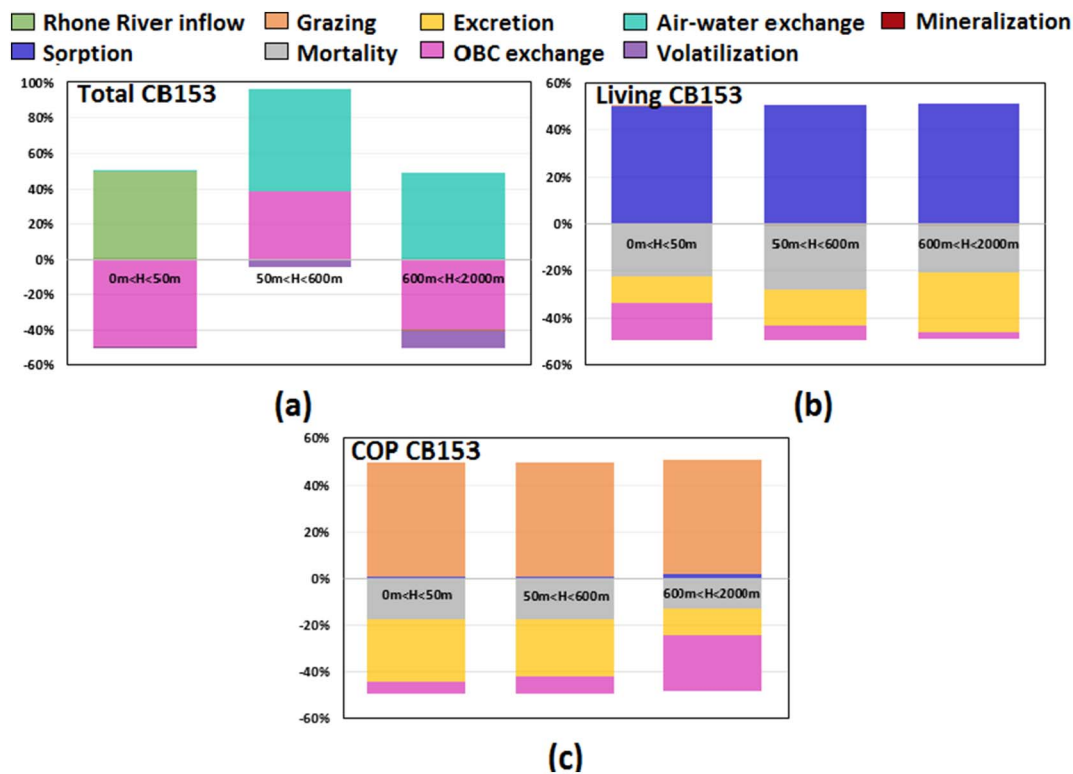 Rhone River inflow Grazing Excretion Air-water exchange Mineralization
Sorption Mortality OBC exchange Volatilization
100%
80%
60%
40%
20%
0%
-20%
-40%
-60%
Total CB153
0m<H<50m 50m<H<600m 600m<H<2000m
(a)
60%
40%
20%
0%
-20%
-40%
-60%
Living CB153
0m<H<50m 50m<H<600m 600m<H<2000m
(b)
60%
40%
20%
0%
-20%
-40%
-60%
COP CB153
0m<H<50m 50m<H<600m 600m<H<2000m
(c)